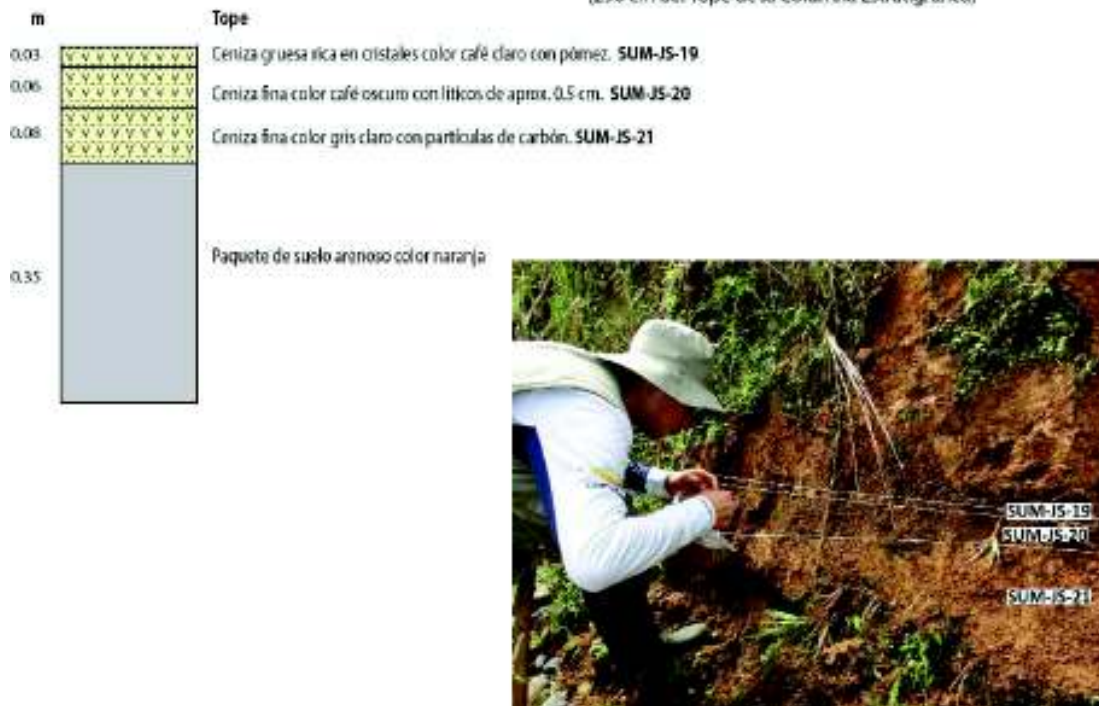 m
Tope
0.03
Ceniza gruesa rica en cristales color café claro con pómez. SUM-JS-19
0.06
Ceniza fina color café oscuro con líticos de aprox. 0.5 cm. SUM-JS-20
0.08
Ceniza fina color gris claro con partículas de carbón. SUM-JS-21
0.35
Paquete de suelo arenoso color naranja
SUM-JS-19
SUM-JS-20
SUM-JS-21